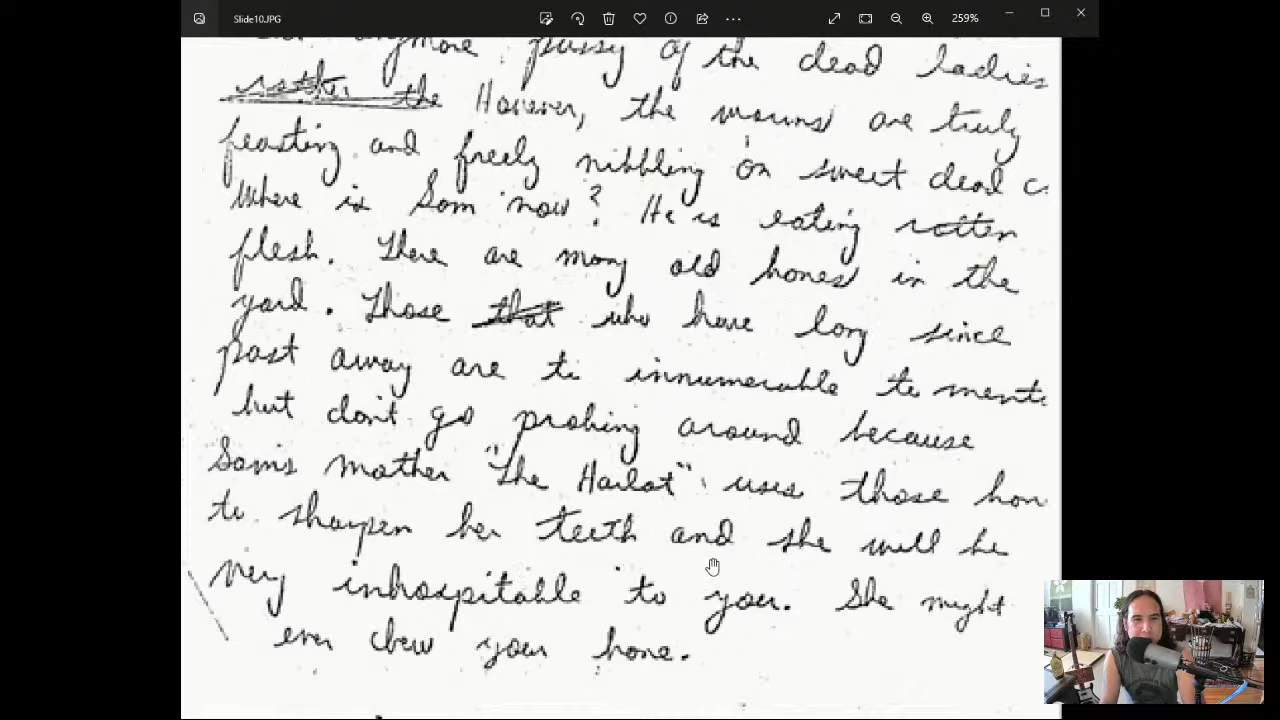 Slide10.JPG
259%
anymore pussy of the dead ladies
rather the However, the worms are truly
feasting and freely nibbling on sweet dead c
Where is Sam now? He is eating rotten
flesh. There are many old bones in the
yard. Those that who have long since
past away are to innumerable to menti
but don't go probing around because
Sam's mother "The Harlot" uses those bon
to sharpen her teeth and she will be
very inhospitable to you. She might
even chew your bone.